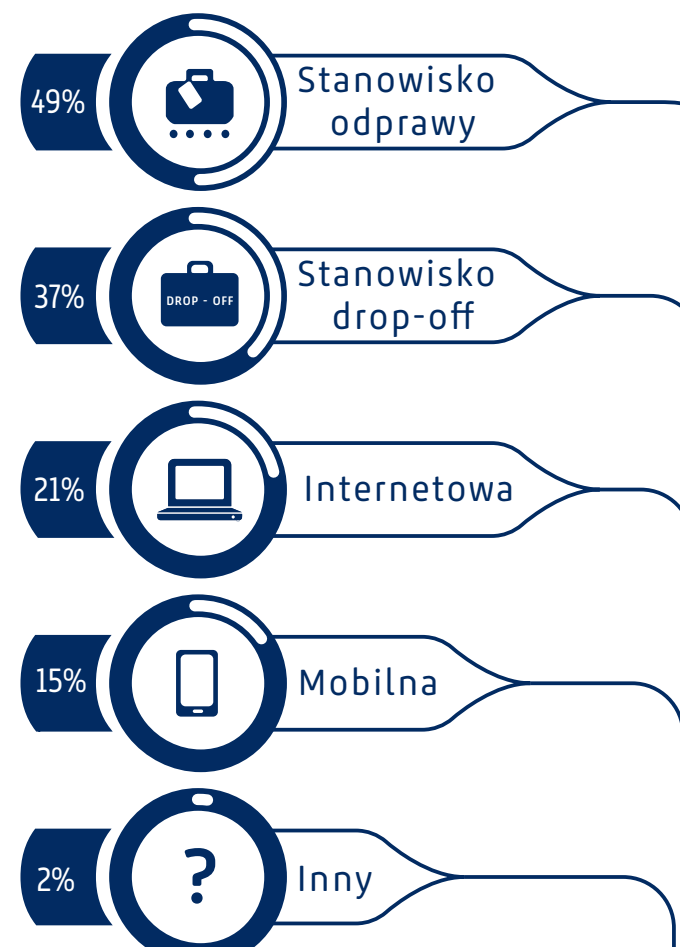 49%
Stanowisko
odprawy
37%
DROP - OFF
Stanowisko
drop-off
21%
Internetowa
15%
Mobilna
2%
?
Inny